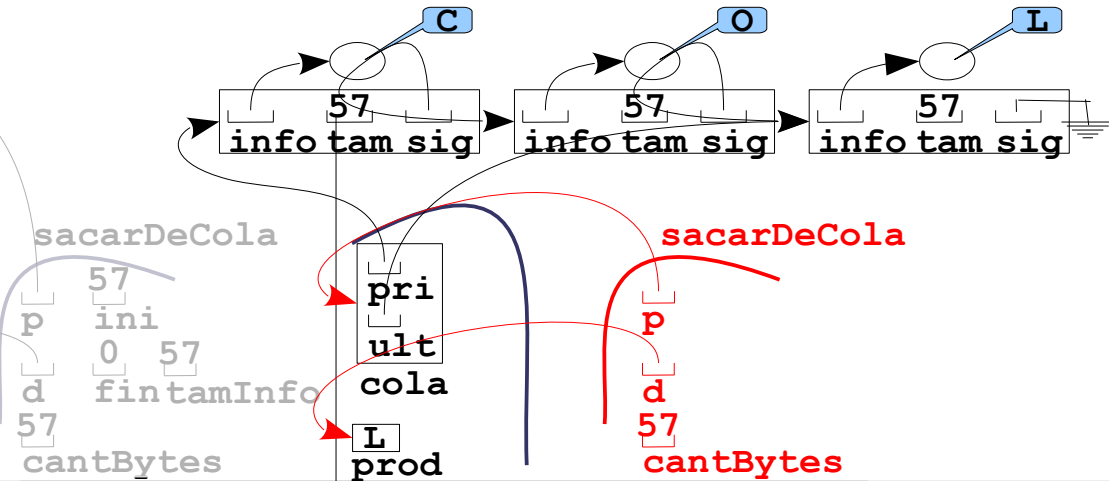 C O L
57 57 57
info tam sig info tam sig info tam sig
sacarDeCola sacarDeCola
57
p ini pri p
0 57 ult
d fin tamInfo cola d
57 L 57
cantBytes prod cantBytes